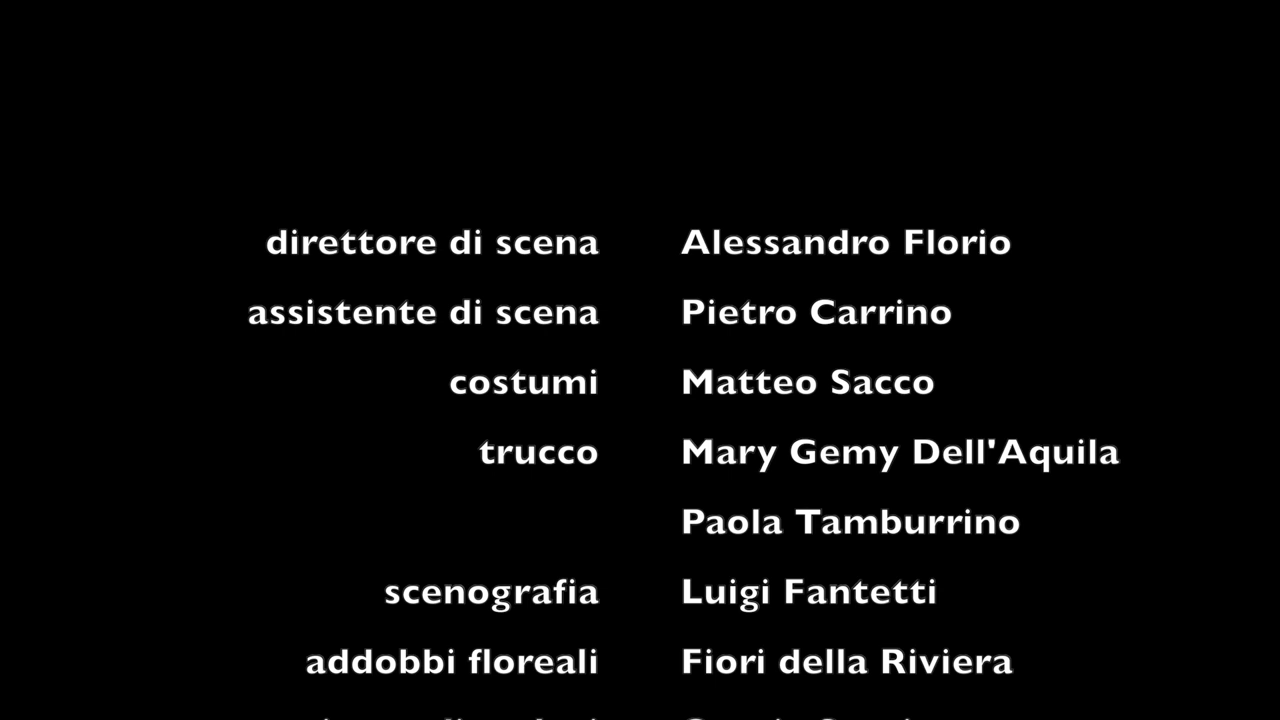 direttore di scena Alessandro Florio
assistente di scena Pietro Carrino
costumi Matteo Sacco
trucco Mary Gemy Dell'Aquila
Paola Tamburrino
scenografia Luigi Fantetti
addobbi floreali Fiori della Riviera